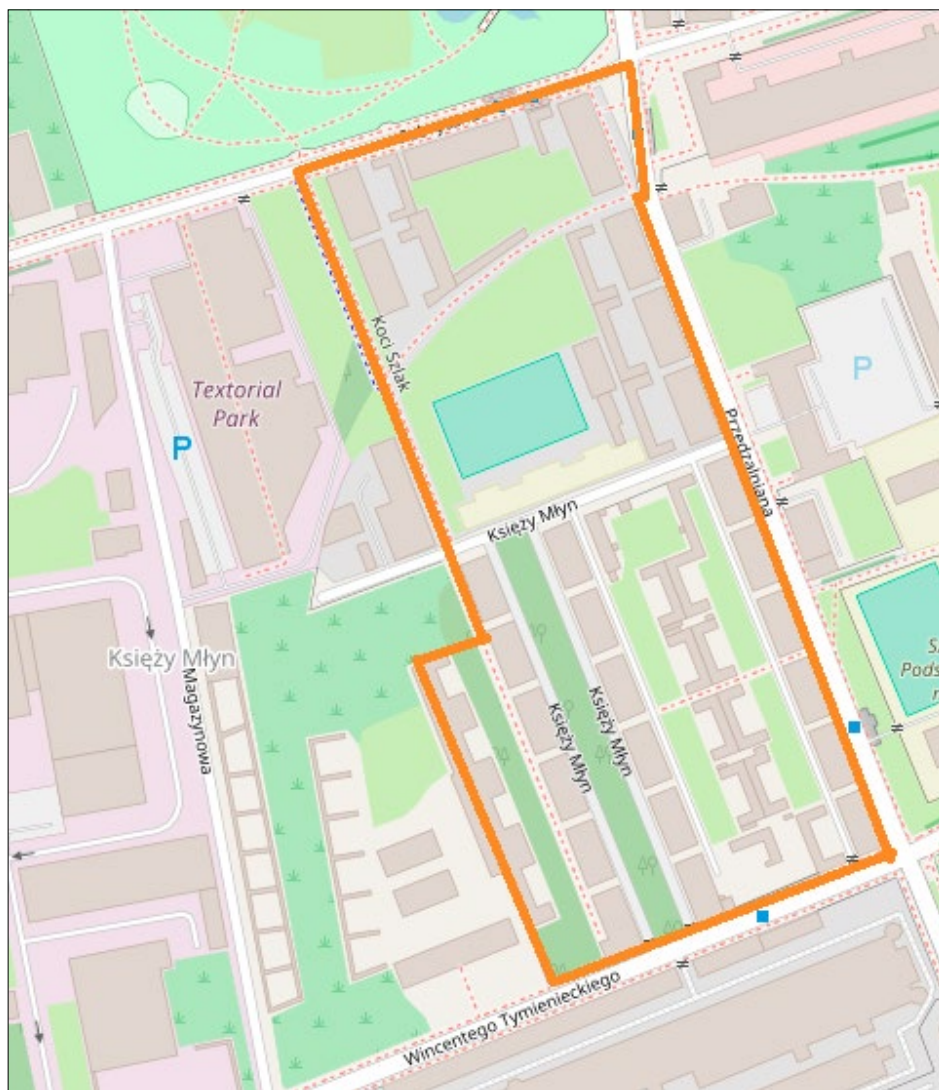 Koci Szlak
Textorial
Park
P
P
Przędzalniana
Księży Młyn
Księży Młyn
Magazynowa
Księży Młyn
Księży Młyn
Wincentego Tymienieckiego